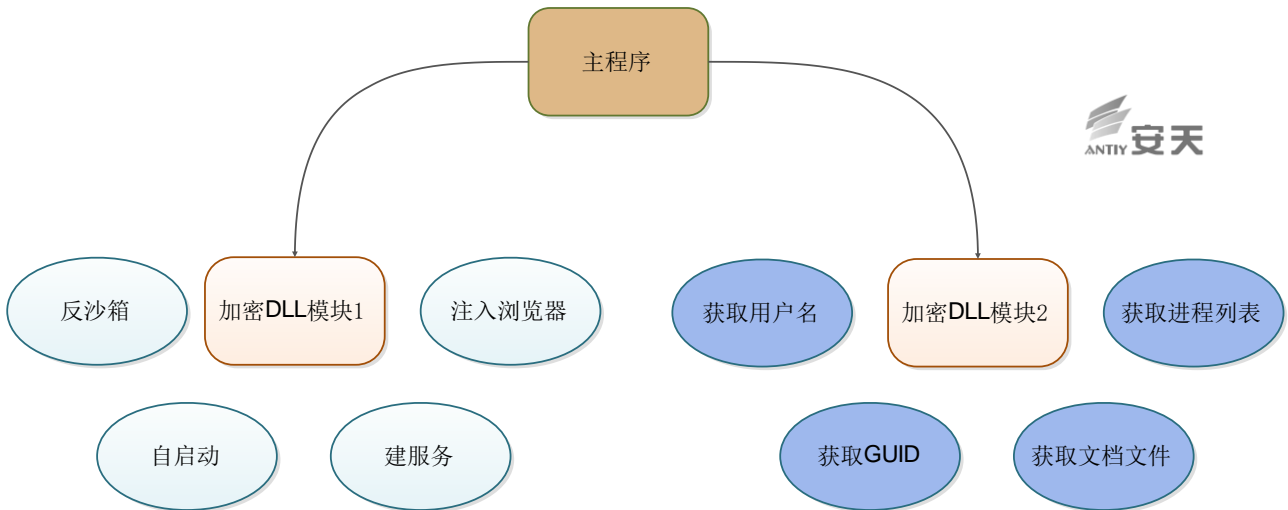 主程序
ANTIY 安天
反沙箱
加密DLL模块1
注入浏览器
获取用户名
加密DLL模块2
获取进程列表
自启动
建服务
获取GUID
获取文档文件